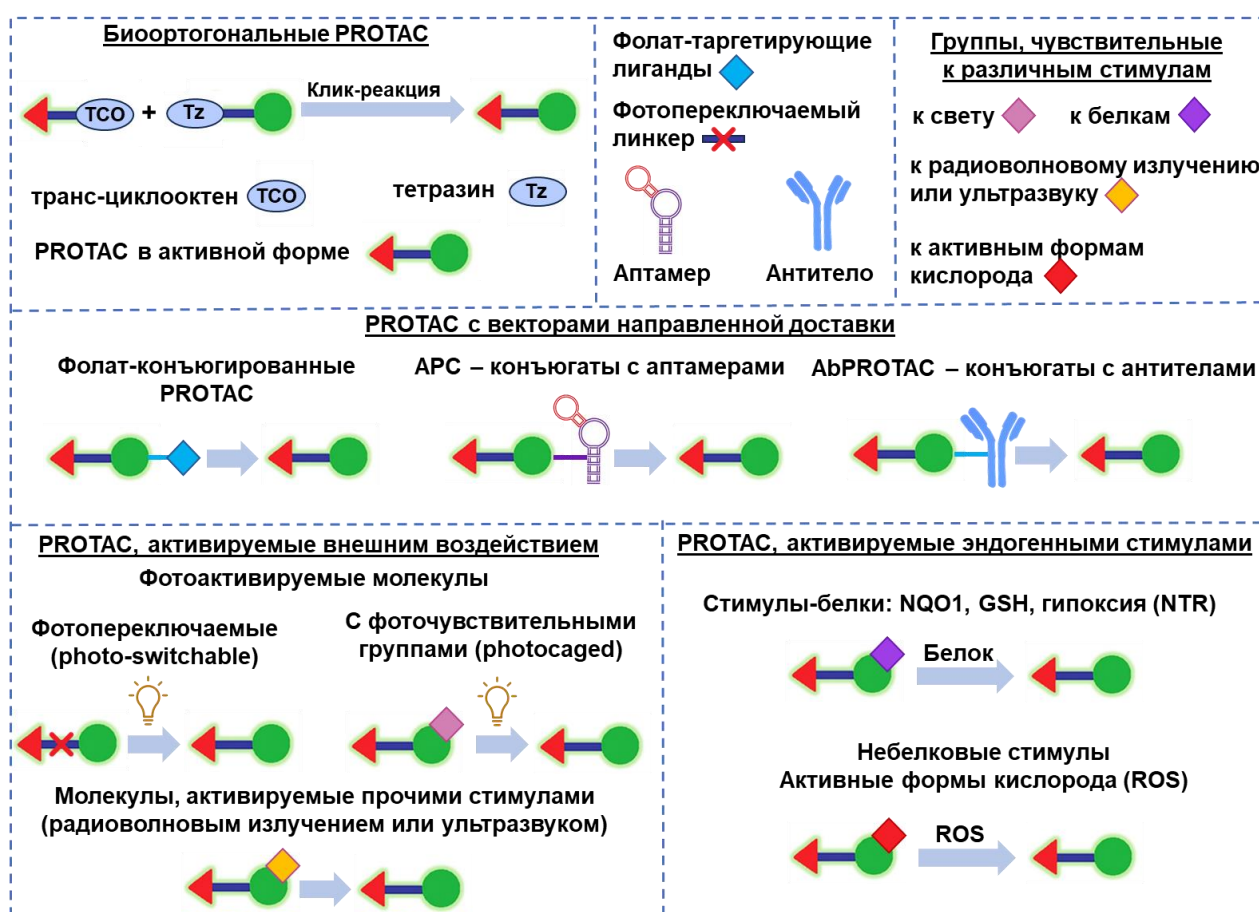 Биоортогональные PROTAC
TCO + Tz
Клик-реакция
транс-циклооктен TCO
тетразин Tz
PROTAC в активной форме
Фолат-таргетирующие
лиганды
Фотопереключаемый
линкер
Аптамер
Антитело
Группы, чувствительные
к различным стимулам
к свету
к белкам
к радиоволновому излучению
или ультразвуку
к активным формам
кислорода
PROTAC с векторами направленной доставки
Фолат-конъюгированные
PROTAC
APC – конъюгаты с аптамерами
AbPROTAC – конъюгаты с антителами
PROTAC, активируемые внешним воздействием
Фотоактивируемые молекулы
Фотопереключаемые
(photo-switchable)
С фоточувствительными
группами (photocaged)
Молекулы, активируемые прочими стимулами
(радиоволновым излучением или ультразвуком)
PROTAC, активируемые эндогенными стимулами
Стимулы-белки: NQO1, GSH, гипоксия (NTR)
Белок
Небелковые стимулы
Активные формы кислорода (ROS)
ROS